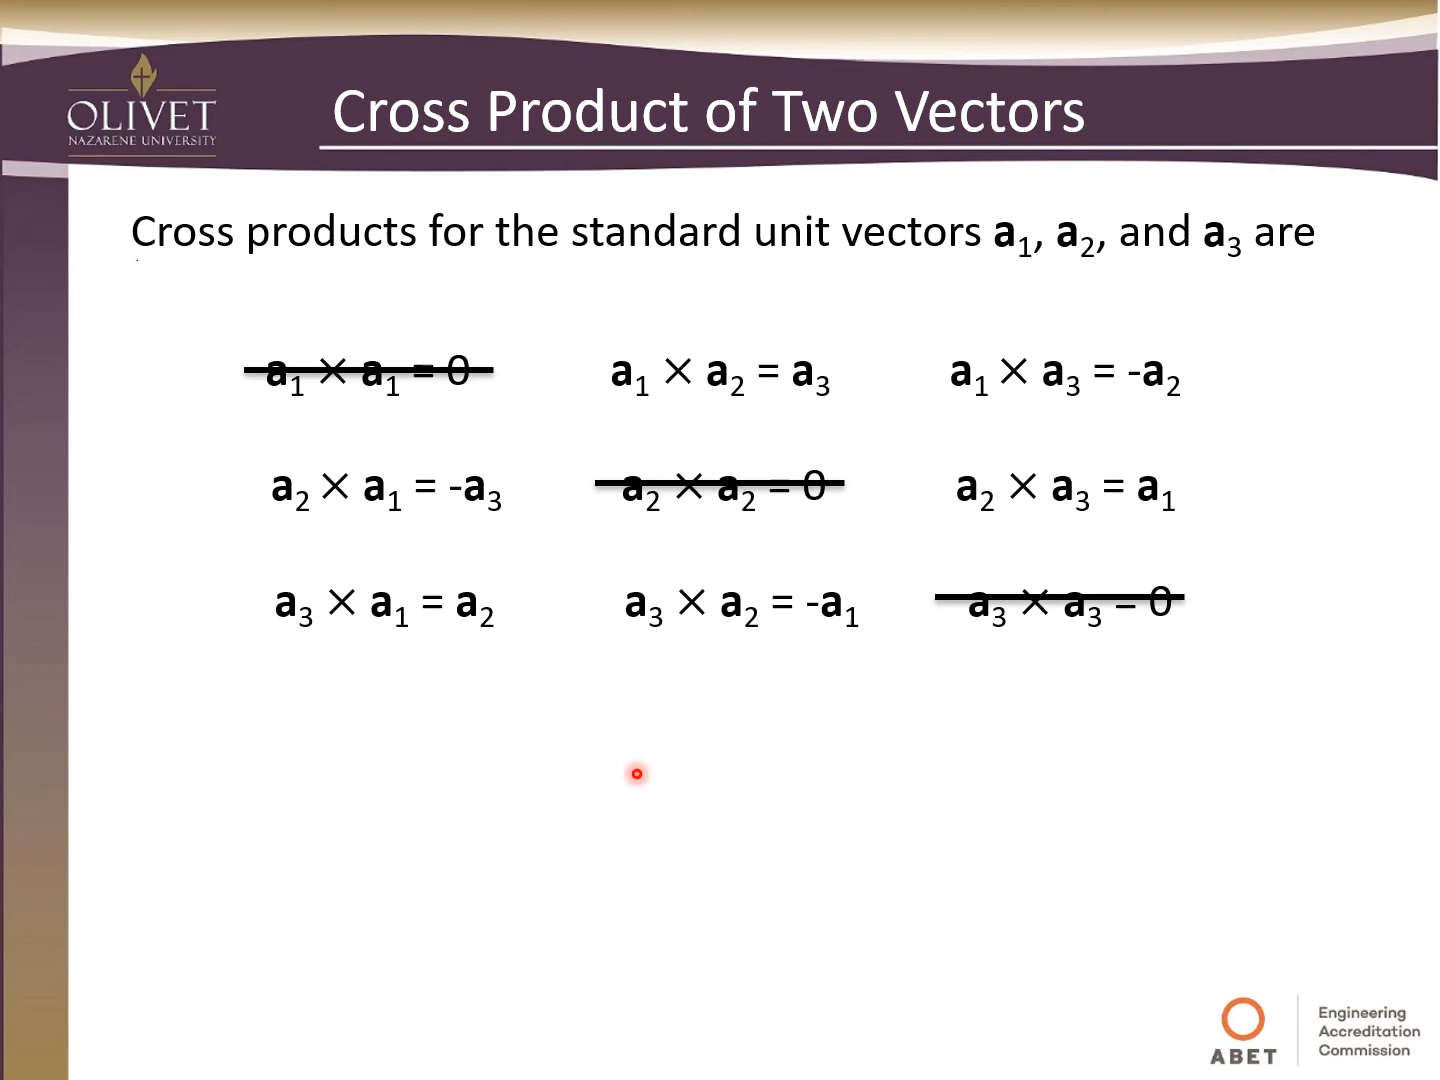 OLIVET
NAZARENE UNIVERSITY
Cross Product of Two Vectors
Cross products for the standard unit vectors a₁, a₂, and a₃ are
a₁ × a₁ = 0 a₁ × a₂ = a₃ a₁ × a₃ = -a₂
a₂ × a₁ = -a₃ a₂ × a₂ = 0 a₂ × a₃ = a₁
a₃ × a₁ = a₂ a₃ × a₂ = -a₁ a₃ × a₃ = 0
ABET
Engineering
Accreditation
Commission